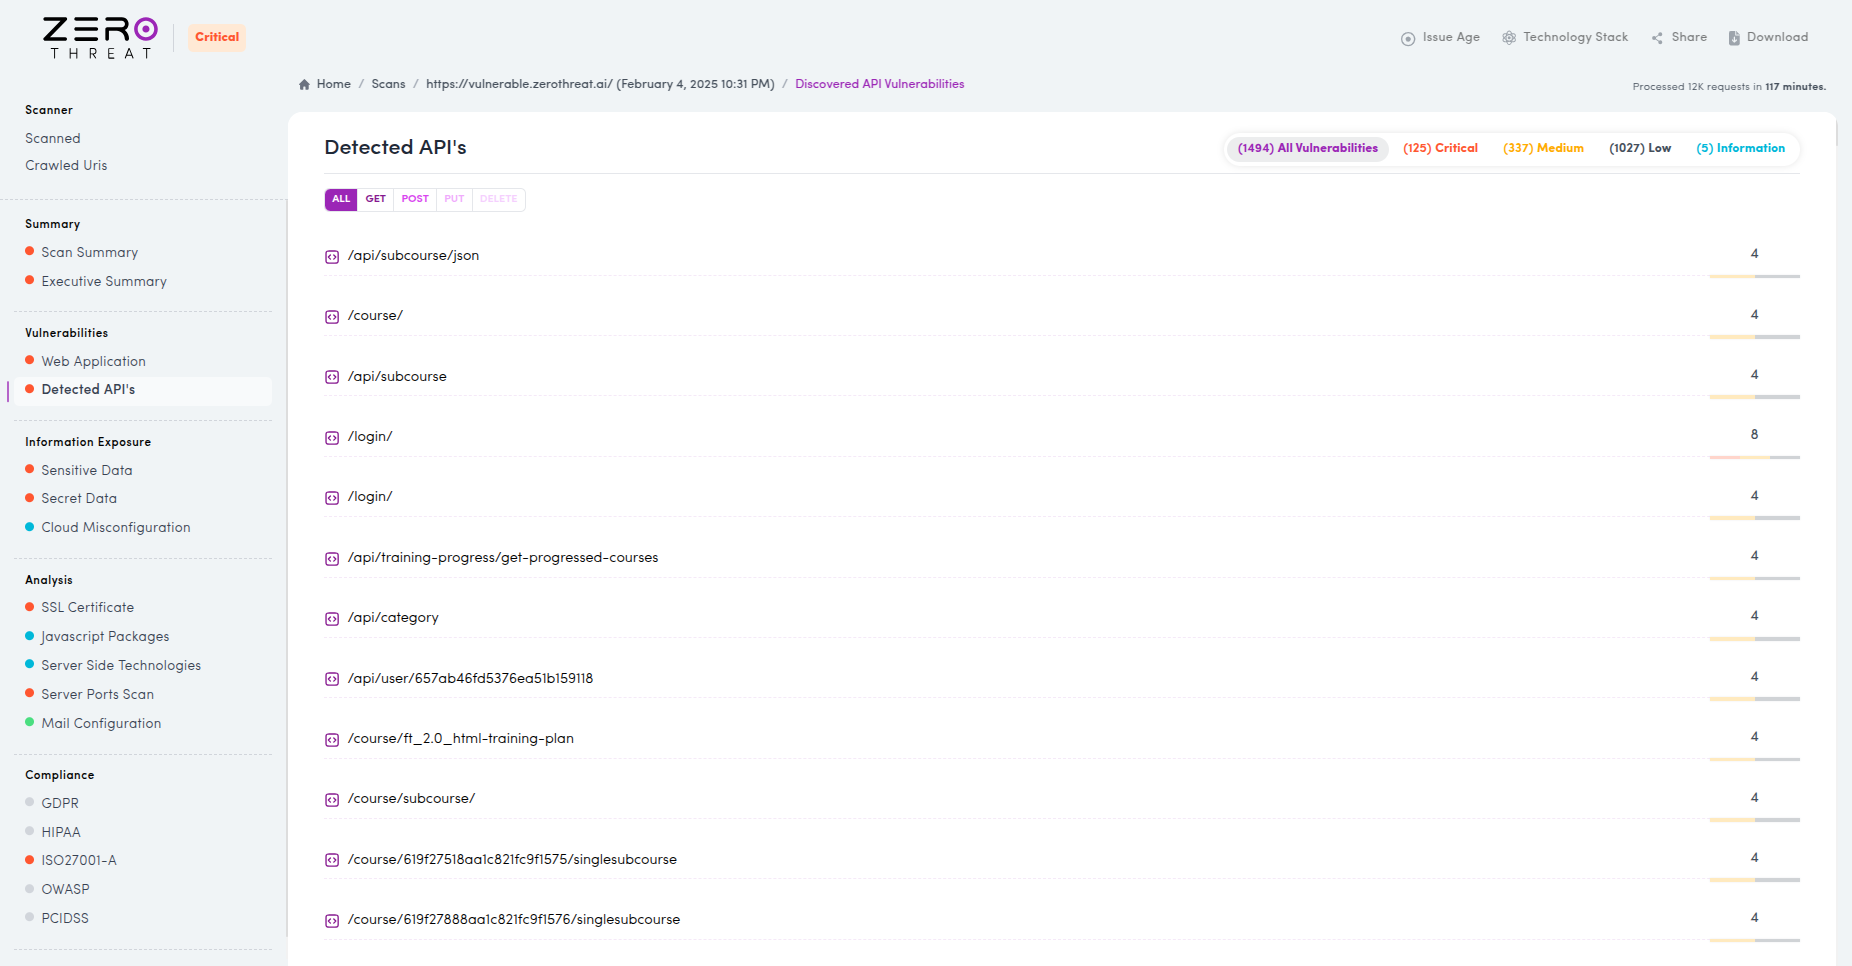 ZERO
THREAT
Critical
Issue Age
Technology Stack
Share
Download
Home / Scans / https://vulnerable.zerothreat.ai/ (February 4, 2025 10:31 PM) / Discovered API Vulnerabilities
Processed 12K requests in 117 minutes.
Scanner
Scanned
Crawled Uris
Summary
Scan Summary
Executive Summary
Vulnerabilities
Web Application
Detected API's
Information Exposure
Sensitive Data
Secret Data
Cloud Misconfiguration
Analysis
SSL Certificate
Javascript Packages
Server Side Technologies
Server Ports Scan
Mail Configuration
Compliance
GDPR
HIPAA
ISO27001-A
OWASP
PCIDSS
Detected API's
(1494) All Vulnerabilities
(125) Critical
(337) Medium
(1027) Low
(5) Information
ALL GET POST PUT DELETE
/api/subcourse/json 4
/course/ 4
/api/subcourse 4
/login/ 8
/login/ 4
/api/training-progress/get-progressed-courses 4
/api/category 4
/api/user/657ab46fd5376ea51b159118 4
/course/ft_2.0_html-training-plan 4
/course/subcourse/ 4
/course/619f27518aa1c821fc9f1575/singlesubcourse 4
/course/619f27888aa1c821fc9f1576/singlesubcourse 4